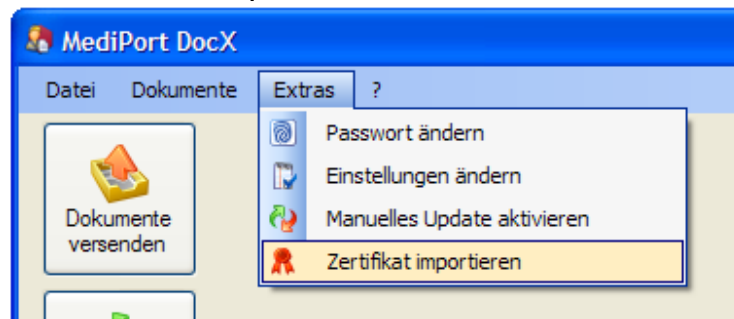 MediPort DocX
Datei Dokumente Extras ?
Passwort ändern
Einstellungen ändern
Manuelles Update aktivieren
Zertifikat importieren
Dokumente
versenden